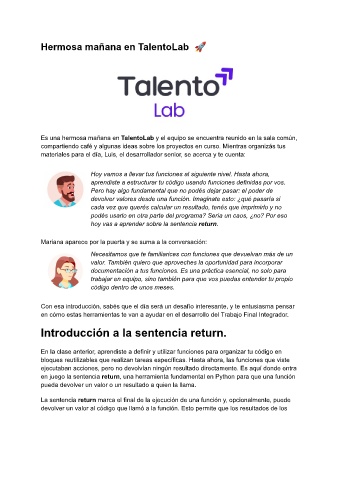 Hermosa mañana en TalentoLab 🚀
Talento
Lab
Es una hermosa mañana en TalentoLab y el equipo se encuentra reunido en la sala común,
compartiendo café y algunas ideas sobre los proyectos en curso. Mientras organizás tus
materiales para el día, Luis, el desarrollador senior, se acerca y te cuenta:
Hoy vamos a llevar tus funciones al siguiente nivel. Hasta ahora,
aprendiste a estructurar tu código usando funciones definidas por vos.
Pero hay algo fundamental que no podés dejar pasar: el poder de
devolver valores desde una función. Imaginate esto: ¿qué pasaría si
cada vez que querés calcular un resultado, tenés que imprimirlo y no
podés usarlo en otra parte del programa? Sería un caos, ¿no? Por eso
hoy vas a aprender sobre la sentencia return.
Mariana aparece por la puerta y se suma a la conversación:
Necesitamos que te familiarices con funciones que devuelvan más de un
valor. También quiero que aproveches la oportunidad para incorporar
documentación a tus funciones. Es una práctica esencial, no solo para
trabajar en equipo, sino también para que vos puedas entender tu propio
código dentro de unos meses.
Con esa introducción, sabés que el día será un desafío interesante, y te entusiasma pensar
en cómo estas herramientas te van a ayudar en el desarrollo del Trabajo Final Integrador.
Introducción a la sentencia return.
En la clase anterior, aprendiste a definir y utilizar funciones para organizar tu código en
bloques reutilizables que realizan tareas específicas. Hasta ahora, las funciones que viste
ejecutaban acciones, pero no devolvían ningún resultado directamente. Es aquí donde entra
en juego la sentencia return, una herramienta fundamental en Python para que una función
pueda devolver un valor o un resultado a quien la llama.
La sentencia return marca el final de la ejecución de una función y, opcionalmente, puede
devolver un valor al código que llamó a la función. Esto permite que los resultados de los